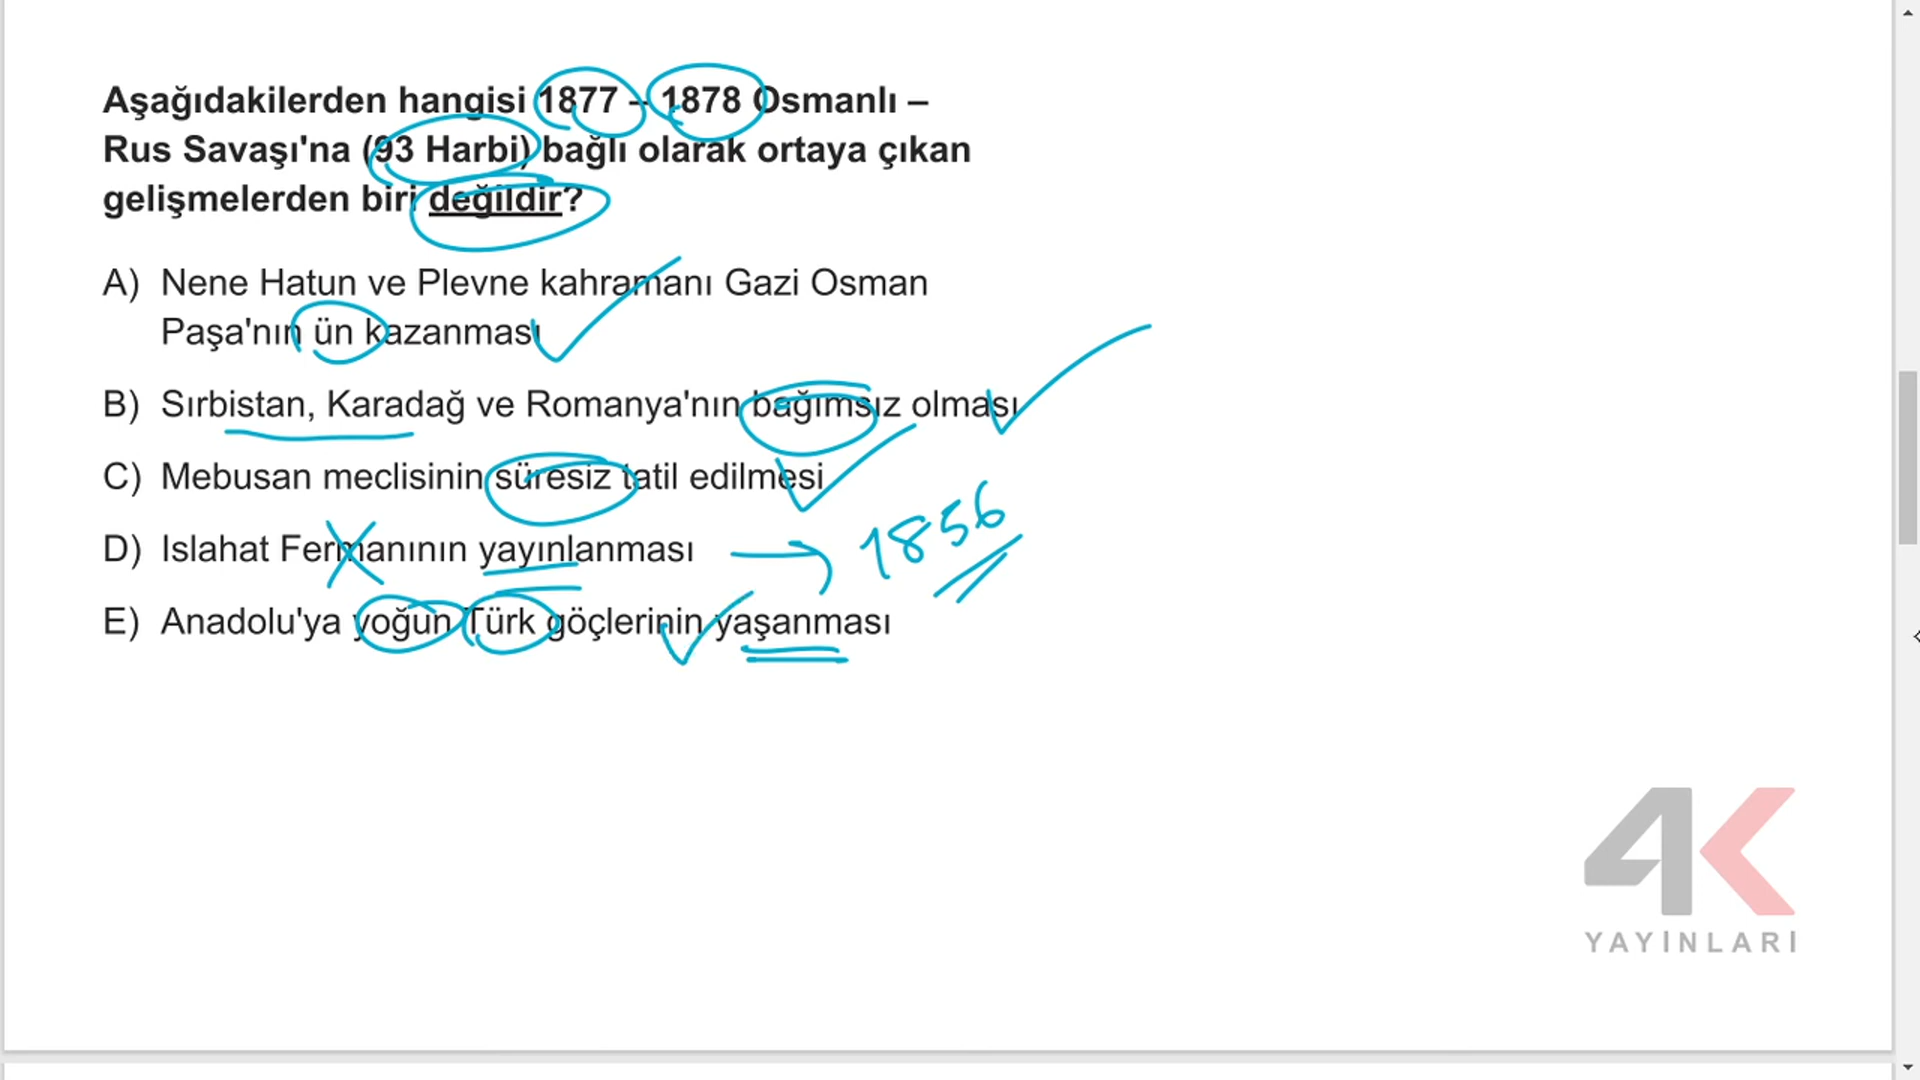 Aşağıdakilerden hangisi 1877 – 1878 Osmanlı –
Rus Savaşı'na (93 Harbi) bağlı olarak ortaya çıkan
gelişmelerden biri değildir?
A) Nene Hatun ve Plevne kahramanı Gazi Osman
Paşa'nın ün kazanması
B) Sırbistan, Karadağ ve Romanya'nın bağımsız olması
C) Mebusan meclisinin süresiz tatil edilmesi
D) Islahat Fermanının yayınlanması → 1856
E) Anadolu'ya yoğun Türk göçlerinin yaşanması
4K
YAYINLARI